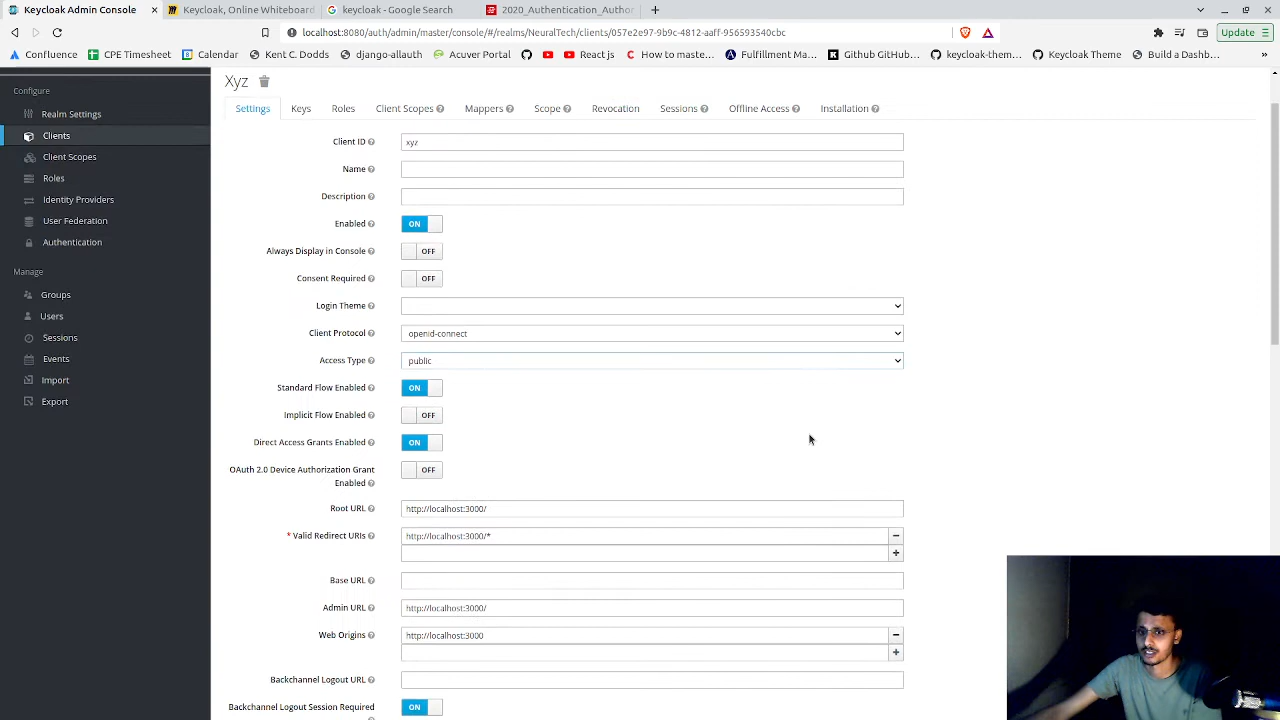 Keycloak Admin Console
Keycloak, Online Whiteboard
keycloak - Google Search
2020_Authentication_Author
localhost:8080/auth/admin/master/console/#/realms/NeuralTech/clients/057e2e97-9b9c-4812-aaff-956593540cbc
Update
Confluence
CPE Timesheet
Calendar
Daniel Dodds
django-allauth
Acuver Portal
React js
How to maste...
Fulfillment Ma...
Github Gith...
keycloak-them...
Keycloak Theme
Build a Dashb...
»
Configure
Realm Settings
Clients
Client Scopes
Roles
Identity Providers
User Federation
Authentication
Manage
Groups
Users
Sessions
Events
Import
Export
Xyz
Settings
Keys
Roles
Client Scopes
Mappers
Scope
Revocation
Sessions
Offline Access
Installation
Client ID
xyz
Name
Description
Enabled
ON
Always Display in Console
OFF
Consent Required
OFF
Login Theme
Client Protocol
openid-connect
Access Type
public
Standard Flow Enabled
ON
Implicit Flow Enabled
OFF
Direct Access Grants Enabled
ON
OAuth 2.0 Device Authorization Grant
Enabled
OFF
Root URL
http://localhost:3000/
* Valid Redirect URIs
http://localhost:3000/*
Base URL
Admin URL
http://localhost:3000/
Web Origins
http://localhost:3000
Backchannel Logout URL
Backchannel Logout Session Required
ON